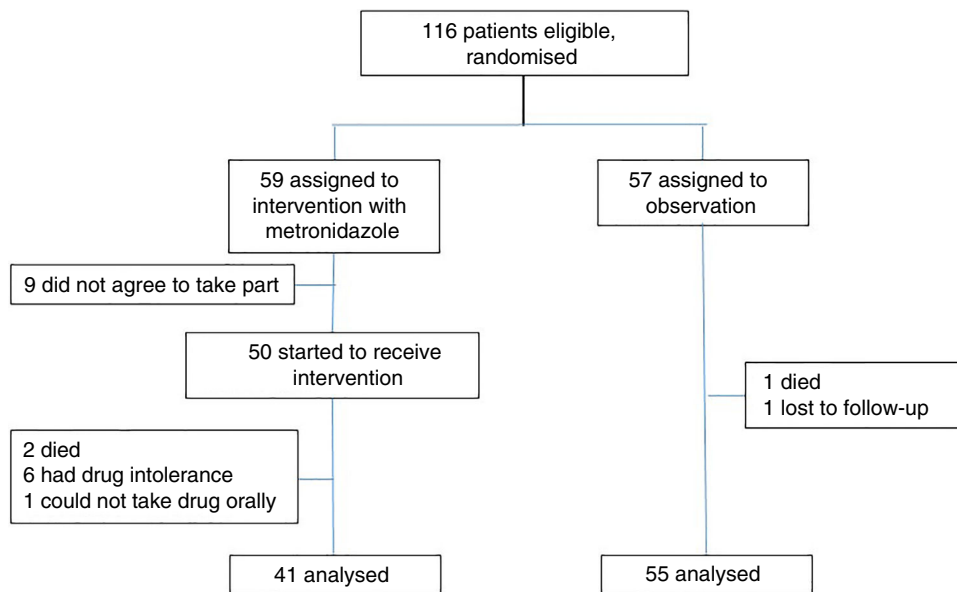 116 patients eligible,
randomised
59 assigned to
intervention with
metronidazole
57 assigned to
observation
9 did not agree to take part
50 started to receive
intervention
1 died
1 lost to follow-up
2 died
6 had drug intolerance
1 could not take drug orally
41 analysed
55 analysed